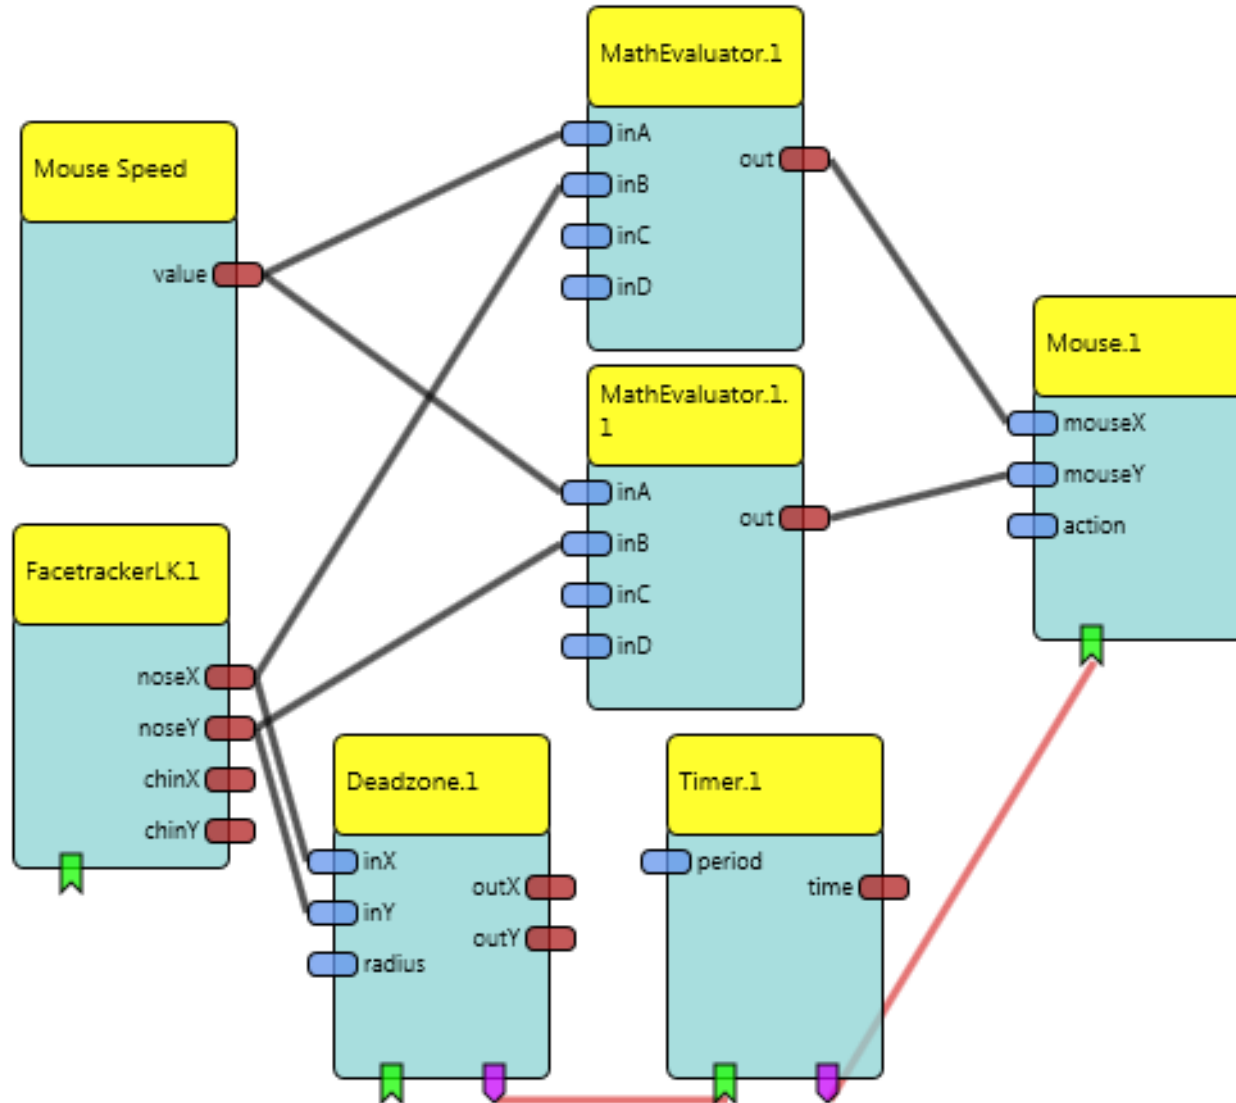 MathEvaluator.1
inA
out
inB
inC
inD
Mouse Speed
value
Mouse.1
mouseX
mouseY
action
MathEvaluator.1.
1
inA
out
inB
inC
inD
FacetrackerLK.1
noseX
noseY
chinX
chinY
Deadzone.1
inX
outX
inY
outY
radius
Timer.1
period
time